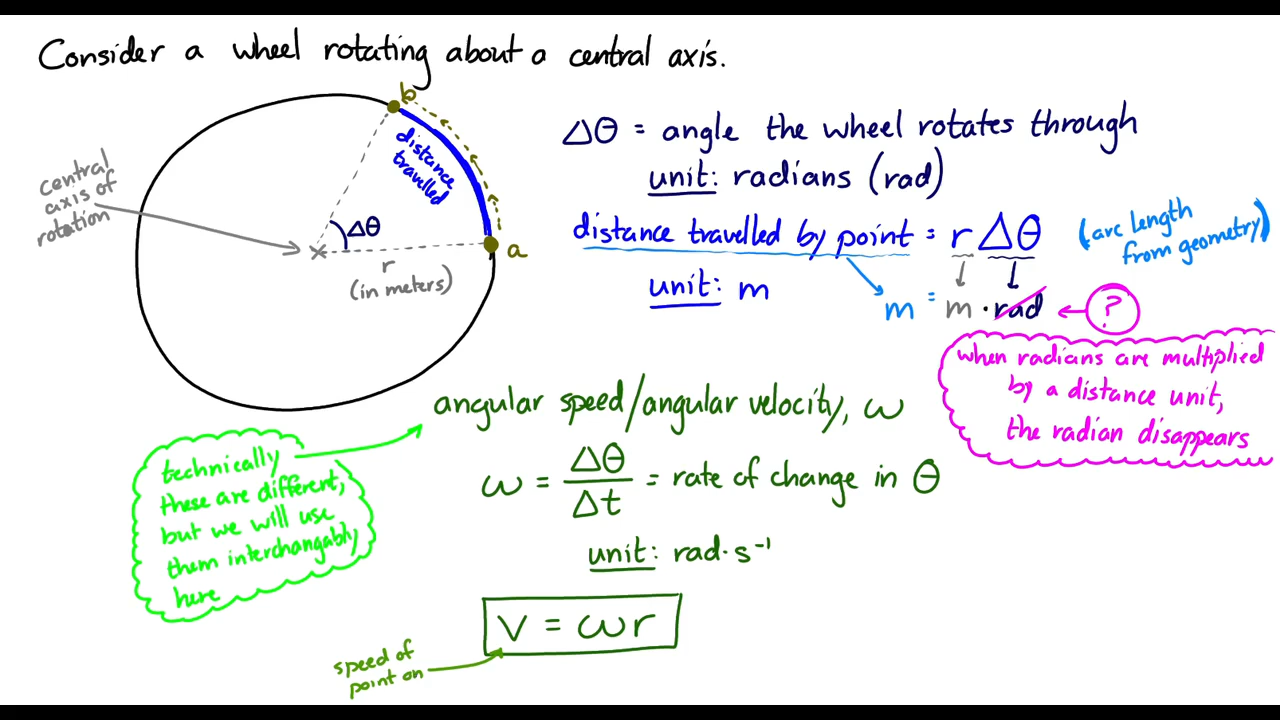 Consider a wheel rotating about a central axis.
b
distance
travelled
central
axis of
rotation
Δθ
a
r
(in meters)
Δθ = angle the wheel rotates through
unit: radians (rad)
distance travelled by point = r Δθ
(arc length
from geometry)
unit: m
m = m · rad
?
when radians are multiplied
by a distance unit,
the radian disappears
angular speed/angular velocity, ω
technically
these are different,
but we will use
them interchangably
here
ω = Δθ/Δt = rate of change in θ
unit: rad·s⁻¹
v = ωr
speed of
point on